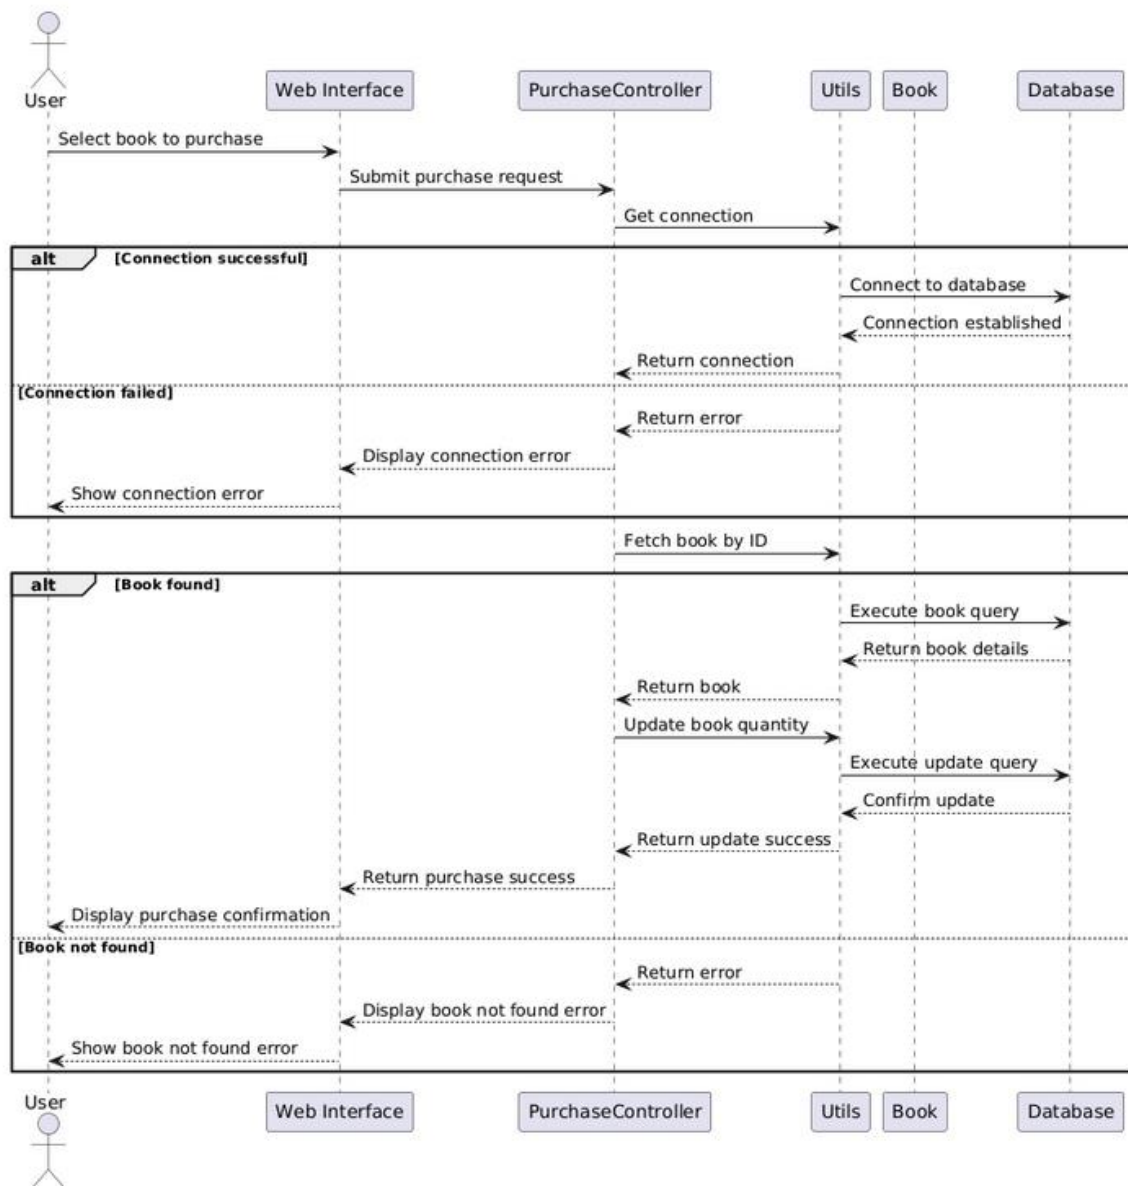 User
Web Interface
PurchaseController
Utils
Book
Database
Select book to purchase
Submit purchase request
Get connection
alt
[Connection successful]
Connect to database
Connection established
Return connection
[Connection failed]
Return error
Display connection error
Show connection error
Fetch book by ID
alt
[Book found]
Execute book query
Return book details
Return book
Update book quantity
Execute update query
Confirm update
Return update success
Return purchase success
Display purchase confirmation
[Book not found]
Return error
Display book not found error
Show book not found error
User
Web Interface
PurchaseController
Utils
Book
Database